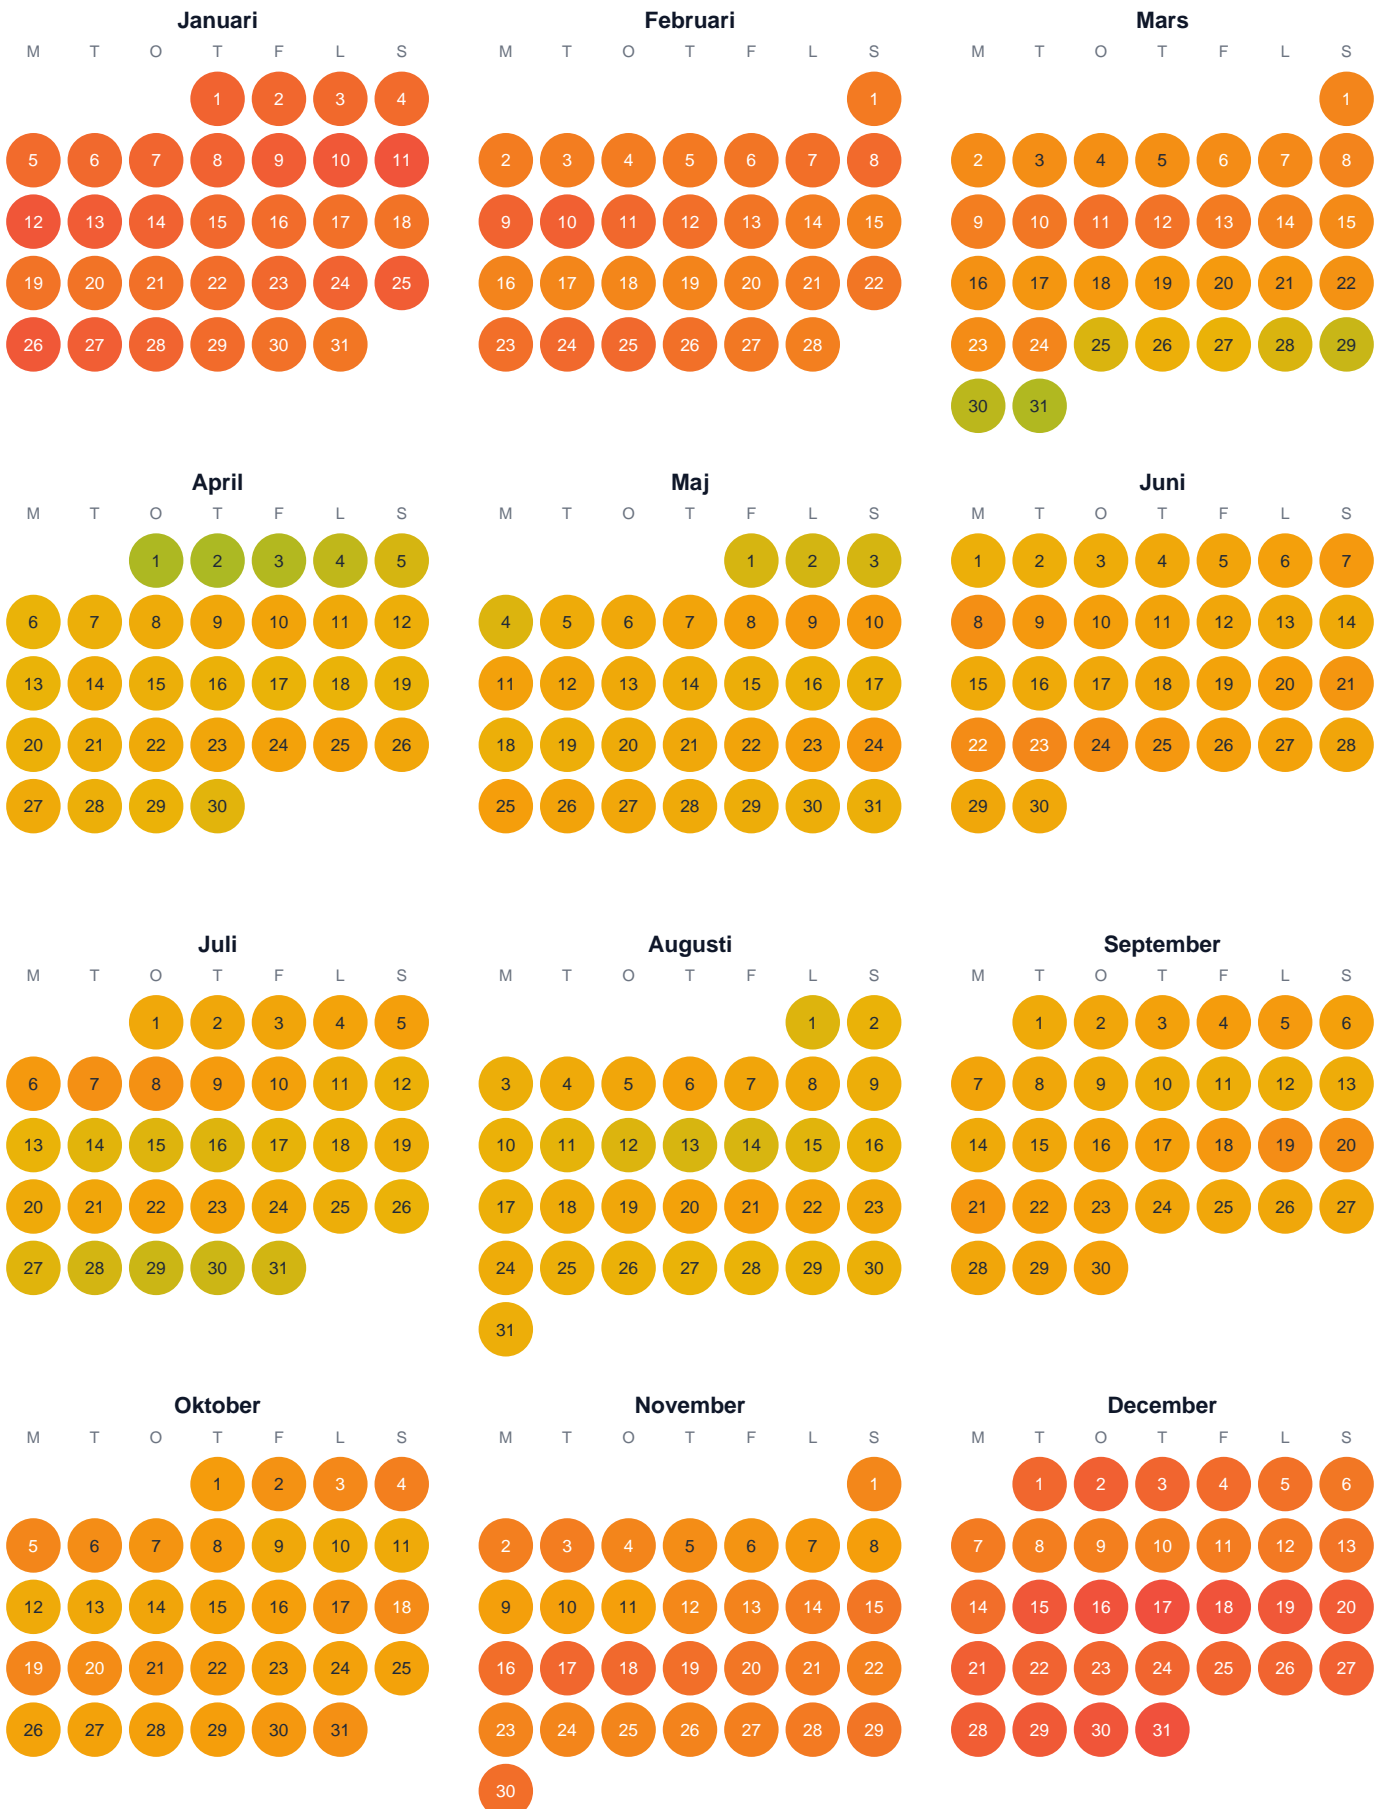 Januari Februari Mars
M T O T F L S M T O T F L S M T O T F L S
1 2 3 4 1 1
5 6 7 8 9 10 11 2 3 4 5 6 7 8 2 3 4 5 6 7 8
12 13 14 15 16 17 18 9 10 11 12 13 14 15 9 10 11 12 13 14 15
19 20 21 22 23 24 25 16 17 18 19 20 21 22 16 17 18 19 20 21 22
26 27 28 29 30 31 23 24 25 26 27 28 23 24 25 26 27 28 29
30 31
April Maj Juni
M T O T F L S M T O T F L S M T O T F L S
1 2 3 4 5 1 2 3 1 2 3 4 5 6 7
6 7 8 9 10 11 12 4 5 6 7 8 9 10 8 9 10 11 12 13 14
13 14 15 16 17 18 19 11 12 13 14 15 16 17 15 16 17 18 19 20 21
20 21 22 23 24 25 26 18 19 20 21 22 23 24 22 23 24 25 26 27 28
27 28 29 30 25 26 27 28 29 30 31 29 30
Juli Augusti September
M T O T F L S M T O T F L S M T O T F L S
1 2 3 4 5 1 2 1 2 3 4 5 6
6 7 8 9 10 11 12 3 4 5 6 7 8 9 7 8 9 10 11 12 13
13 14 15 16 17 18 19 10 11 12 13 14 15 16 14 15 16 17 18 19 20
20 21 22 23 24 25 26 17 18 19 20 21 22 23 21 22 23 24 25 26 27
27 28 29 30 31 24 25 26 27 28 29 30 28 29 30
31
Oktober November December
M T O T F L S M T O T F L S M T O T F L S
1 2 3 4 1 1 2 3 4 5 6
5 6 7 8 9 10 11 2 3 4 5 6 7 8 7 8 9 10 11 12 13
12 13 14 15 16 17 18 9 10 11 12 13 14 15 14 15 16 17 18 19 20
19 20 21 22 23 24 25 16 17 18 19 20 21 22 21 22 23 24 25 26 27
26 27 28 29 30 31 23 24 25 26 27 28 29 28 29 30 31
30